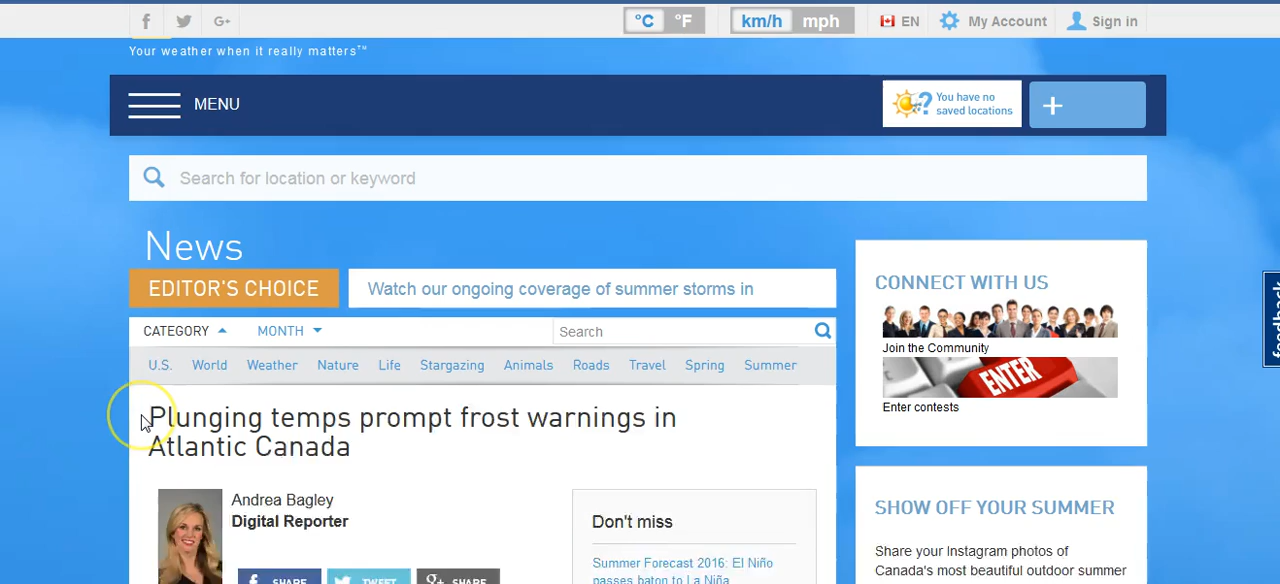 °C °F km/h mph EN My Account Sign in
Your weather when it really matters™
MENU
You have no
saved locations
Search for location or keyword
News
EDITOR'S CHOICE Watch our ongoing coverage of summer storms in
CATEGORY MONTH Search
U.S. World Weather Nature Life Stargazing Animals Roads Travel Spring Summer
Plunging temps prompt frost warnings in
Atlantic Canada
Andrea Bagley
Digital Reporter
SHARE TWEET SHARE
Don't miss
Summer Forecast 2016: El Niño
passes baton to La Niña
CONNECT WITH US
Join the Community
ENTER
Enter contests
SHOW OFF YOUR SUMMER
Share your Instagram photos of
Canada's most beautiful outdoor summer
feedback